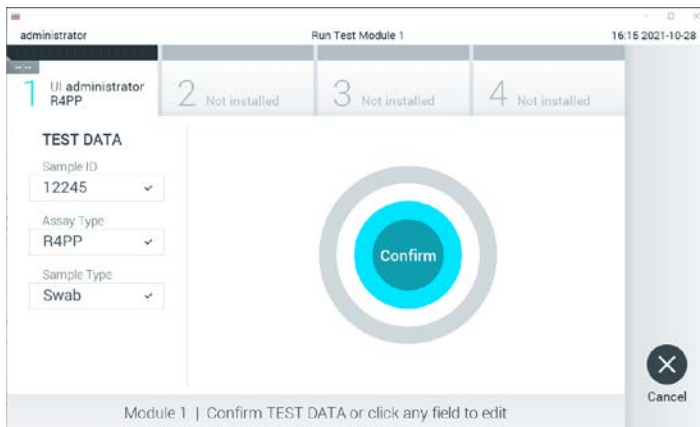 administrator
Run Test Module 1
16:15 2021-10-28
1
UI administrator
R4PP
2 Not installed
3 Not installed
4 Not installed
TEST DATA
Sample ID
12245
Assay Type
R4PP
Sample Type
Swab
Confirm
Cancel
Module 1 | Confirm TEST DATA or click any field to edit